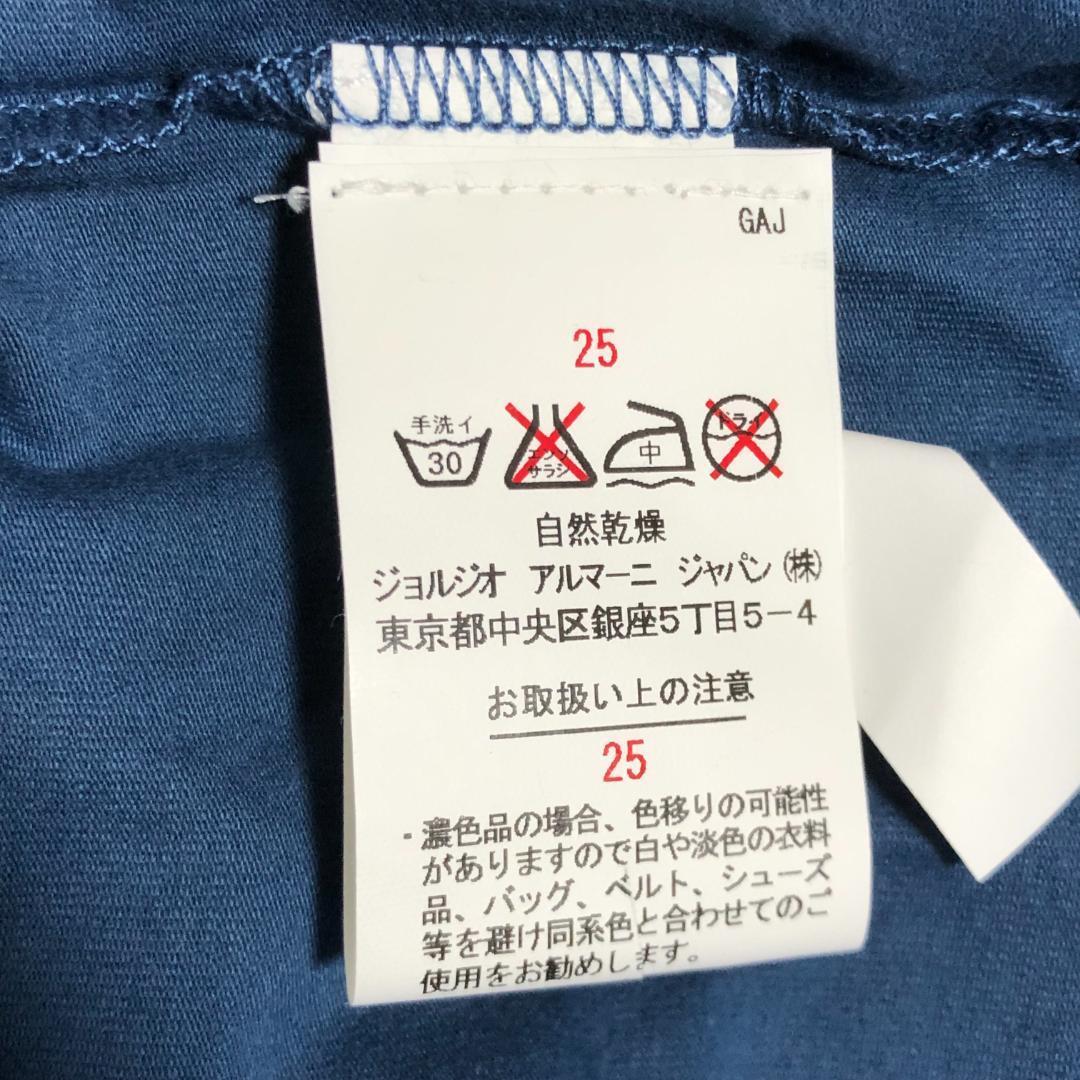 GAJ
25
手洗イ
30
エンソ
サラシ
中
ドライ
自然乾燥
ジョルジオ アルマーニ ジャパン(株)
東京都中央区銀座5丁目5-4
お取扱い上の注意
25
・濃色品の場合、色移りの可能性
がありますので白や淡色の衣料
品、バッグ、ベルト、シューズ
等を避け同系色と合わせてのご
使用をお勧めします。